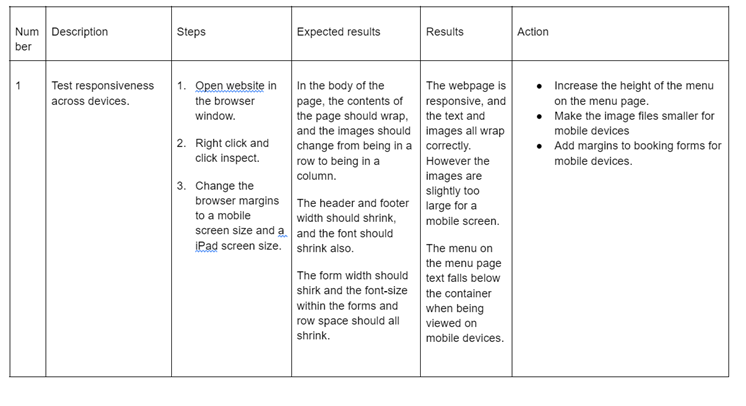 Num
ber
Description
Steps
Expected results
Results
Action
1
Test responsiveness
across devices.
1. Open website in
the browser
window.
2. Right click and
click inspect.
3. Change the
browser margins
to a mobile
screen size and a
iPad screen size.
In the body of the
page, the contents of
the page should wrap,
and the images should
change from being in a
row to being in a
column.
The header and footer
width should shrink,
and the font should
shrink also.
The form width should
shirk and the font-size
within the forms and
row space should all
shrink.
The webpage is
responsive, and
the text and
images all wrap
correctly.
However the
images are
slightly too
large for a
mobile screen.
The menu on
the menu page
text falls below
the container
when being
viewed on
mobile devices.
● Increase the height of the menu
on the menu page.
● Make the image files smaller for
mobile devices
● Add margins to booking forms for
mobile devices.